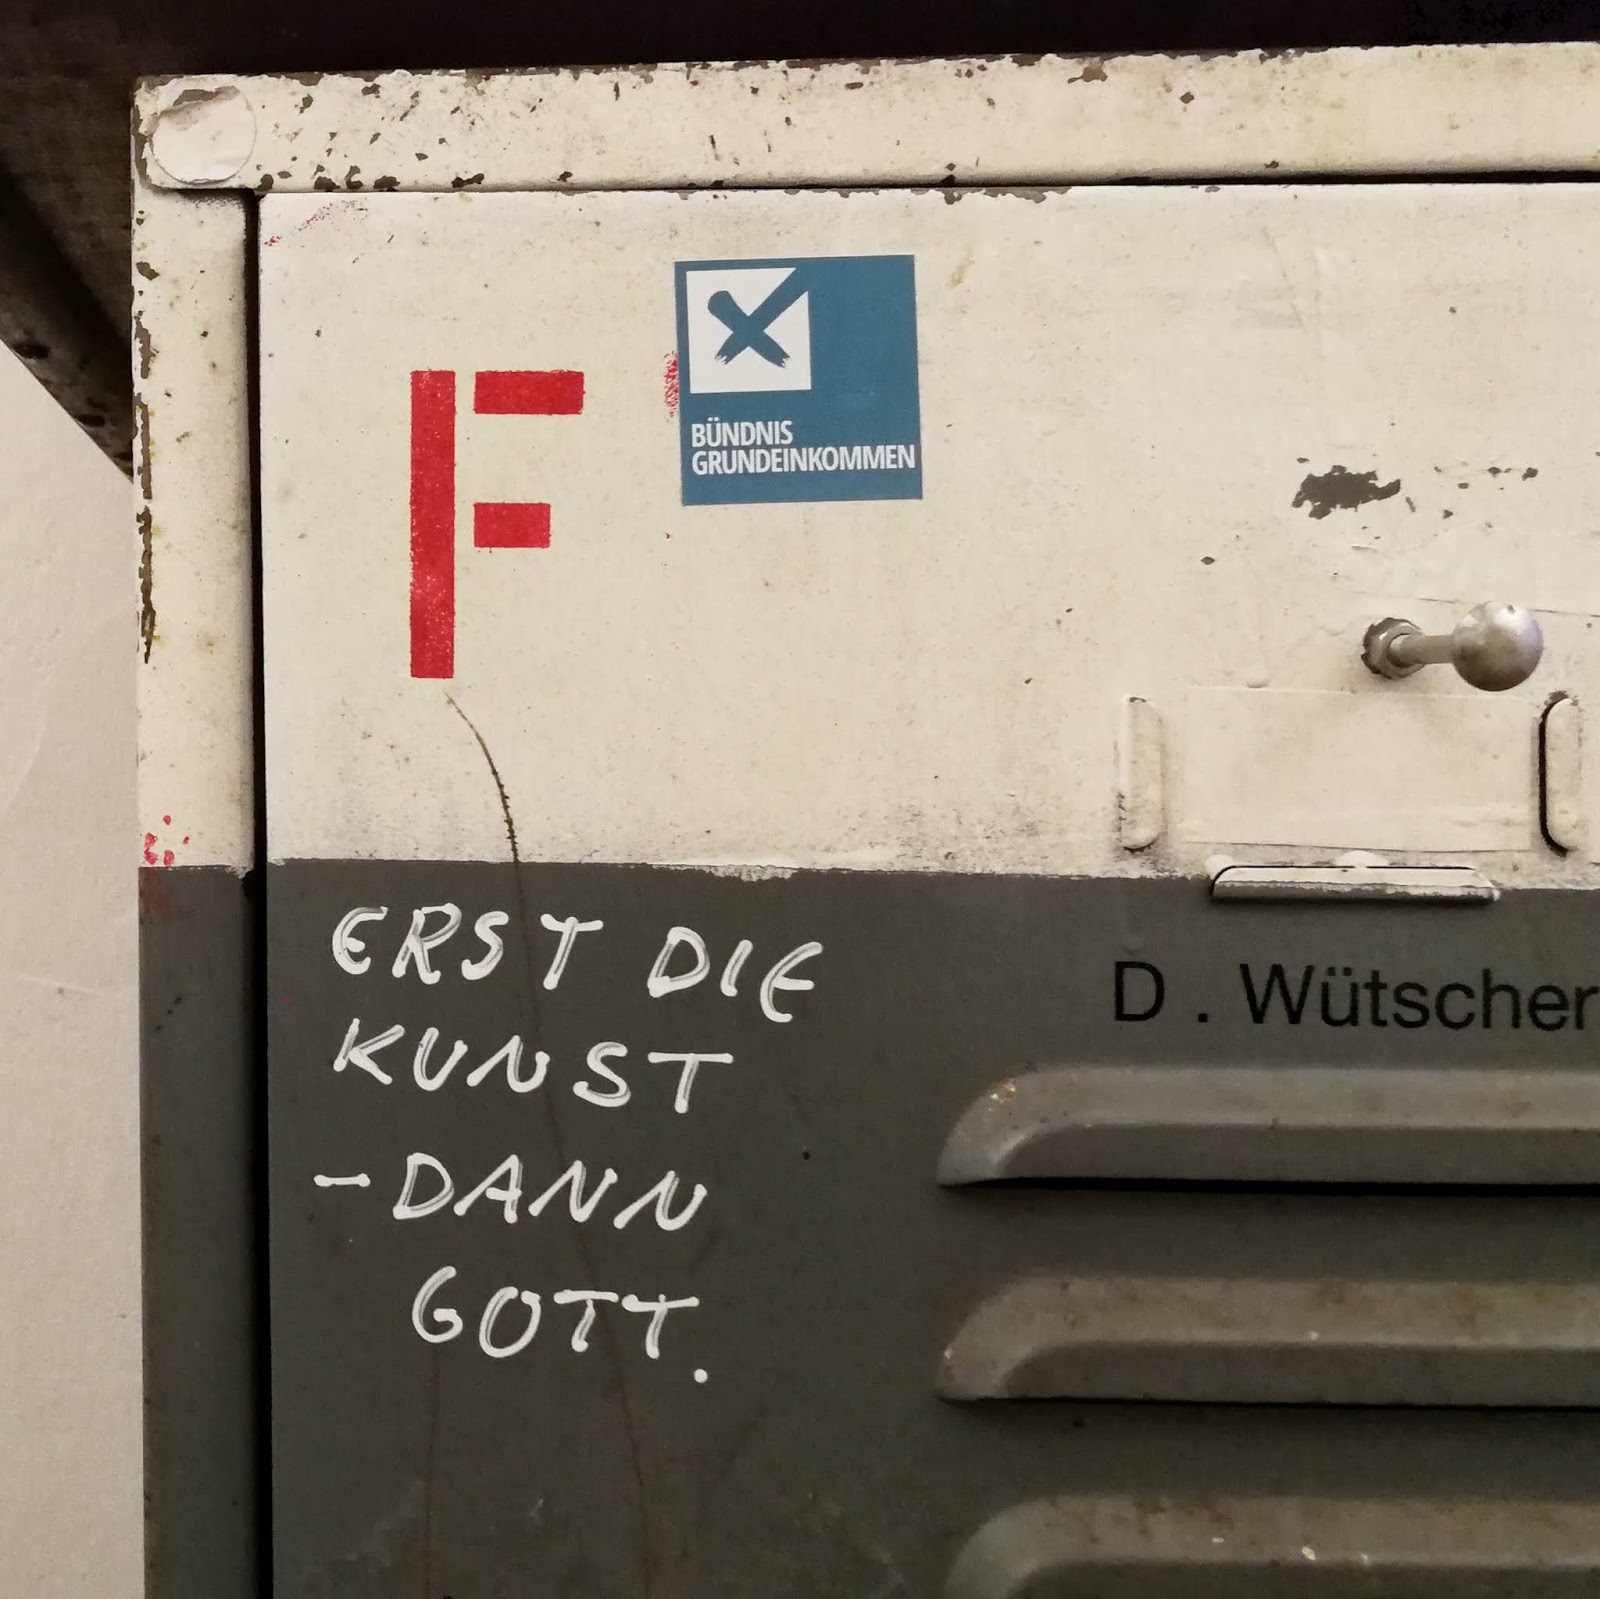 F
BÜNDNIS
GRUNDEINKOMMEN
ERST DIE
KUNST
-DANN
GOTT.
D . Wütscher